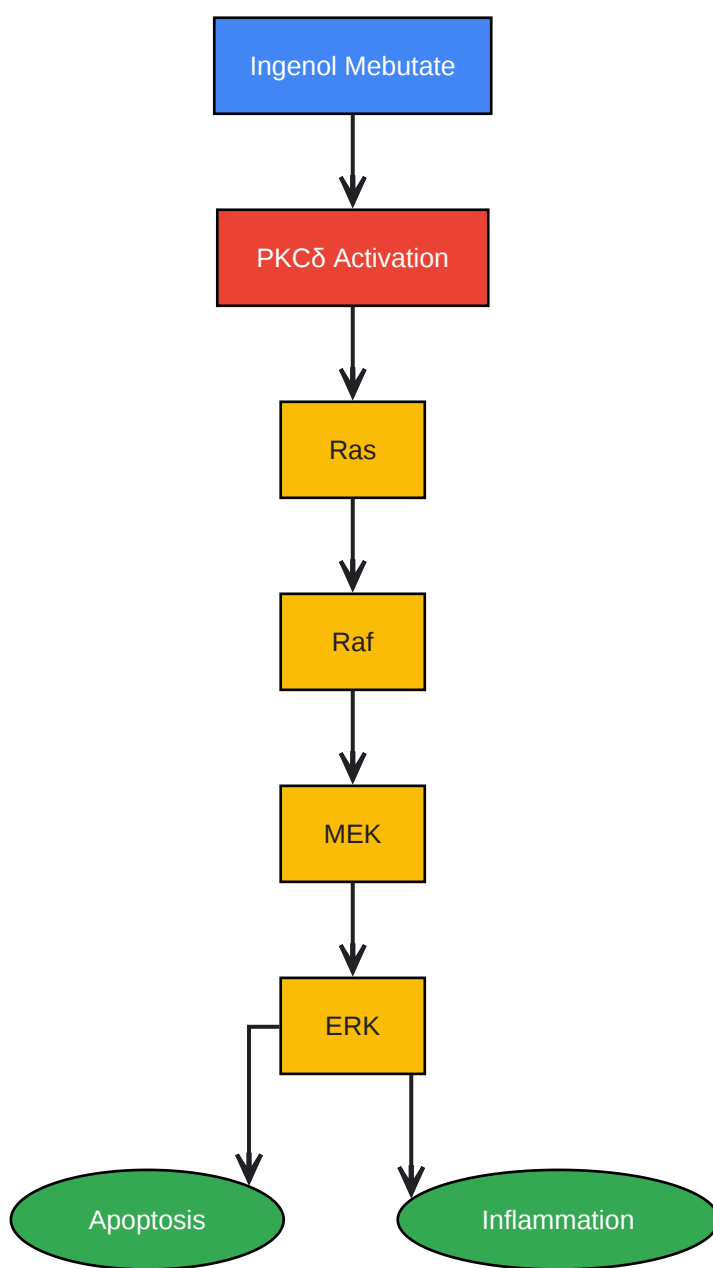 Ingenol Mebutate
PKCδ Activation
Ras
Raf
MEK
ERK
Apoptosis
Inflammation